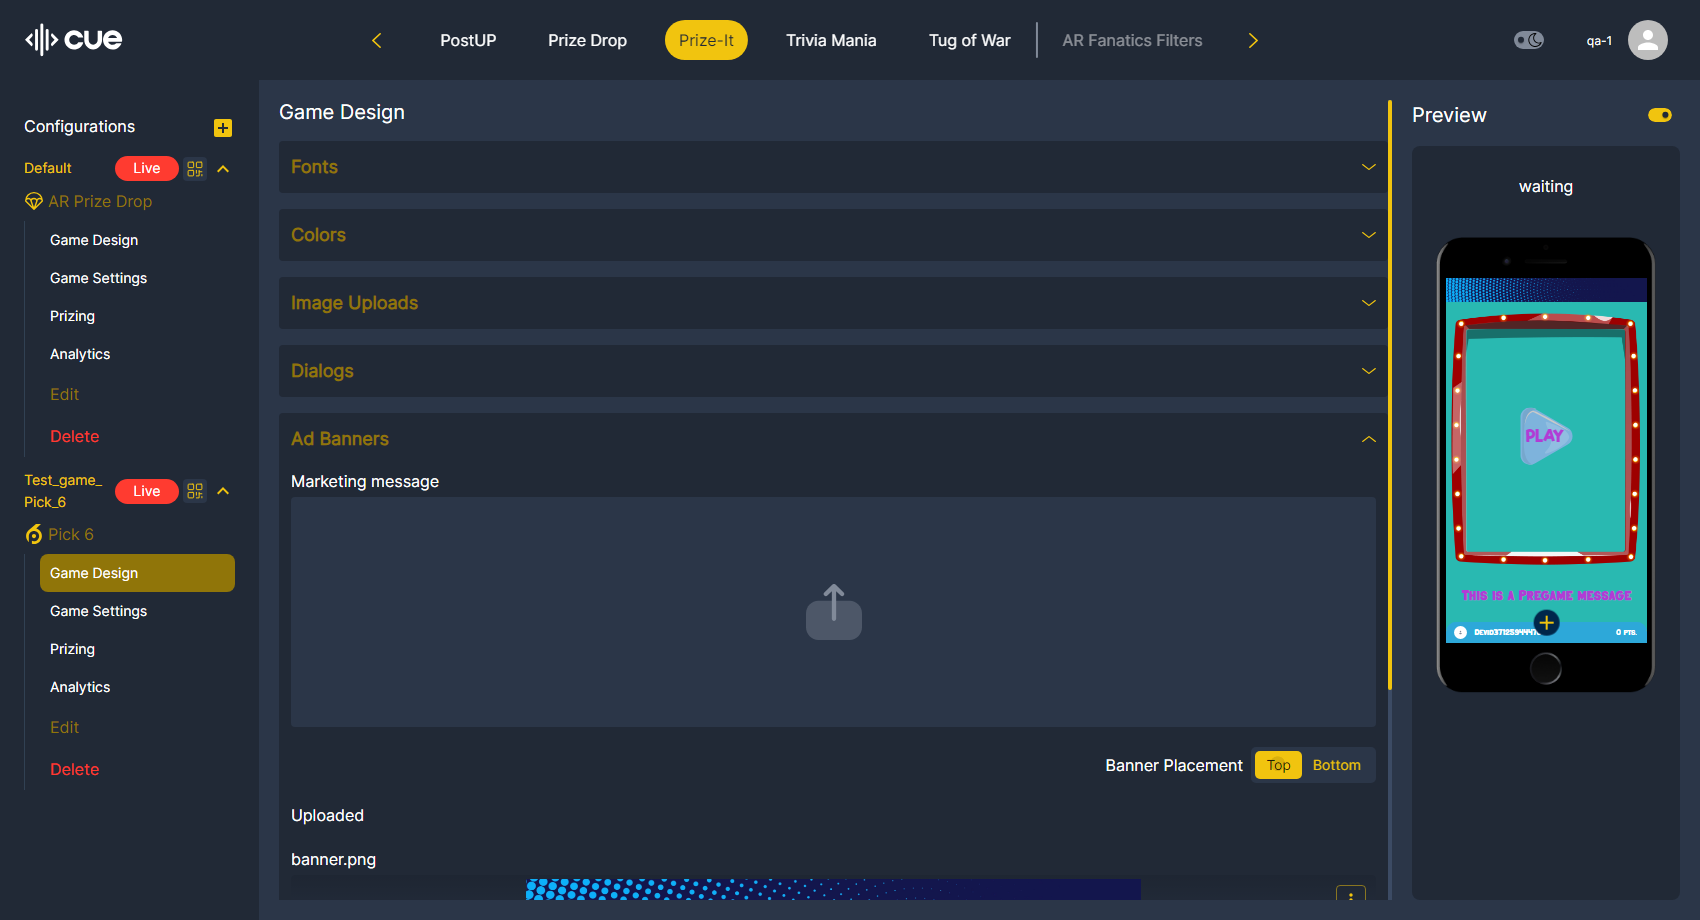 cue
PostUP
Prize Drop
Prize-It
Trivia Mania
Tug of War
AR Fanatics Filters
qa-1
Configurations
Default
Live
AR Prize Drop
Game Design
Game Settings
Prizing
Analytics
Edit
Delete
Test_game_
Pick_6
Live
Pick 6
Game Design
Game Settings
Prizing
Analytics
Edit
Delete
Game Design
Fonts
Colors
Image Uploads
Dialogs
Ad Banners
Marketing message
Banner Placement
Top
Bottom
Uploaded
banner.png
Preview
waiting
PLAY
This is a Pregame message
0 pts.